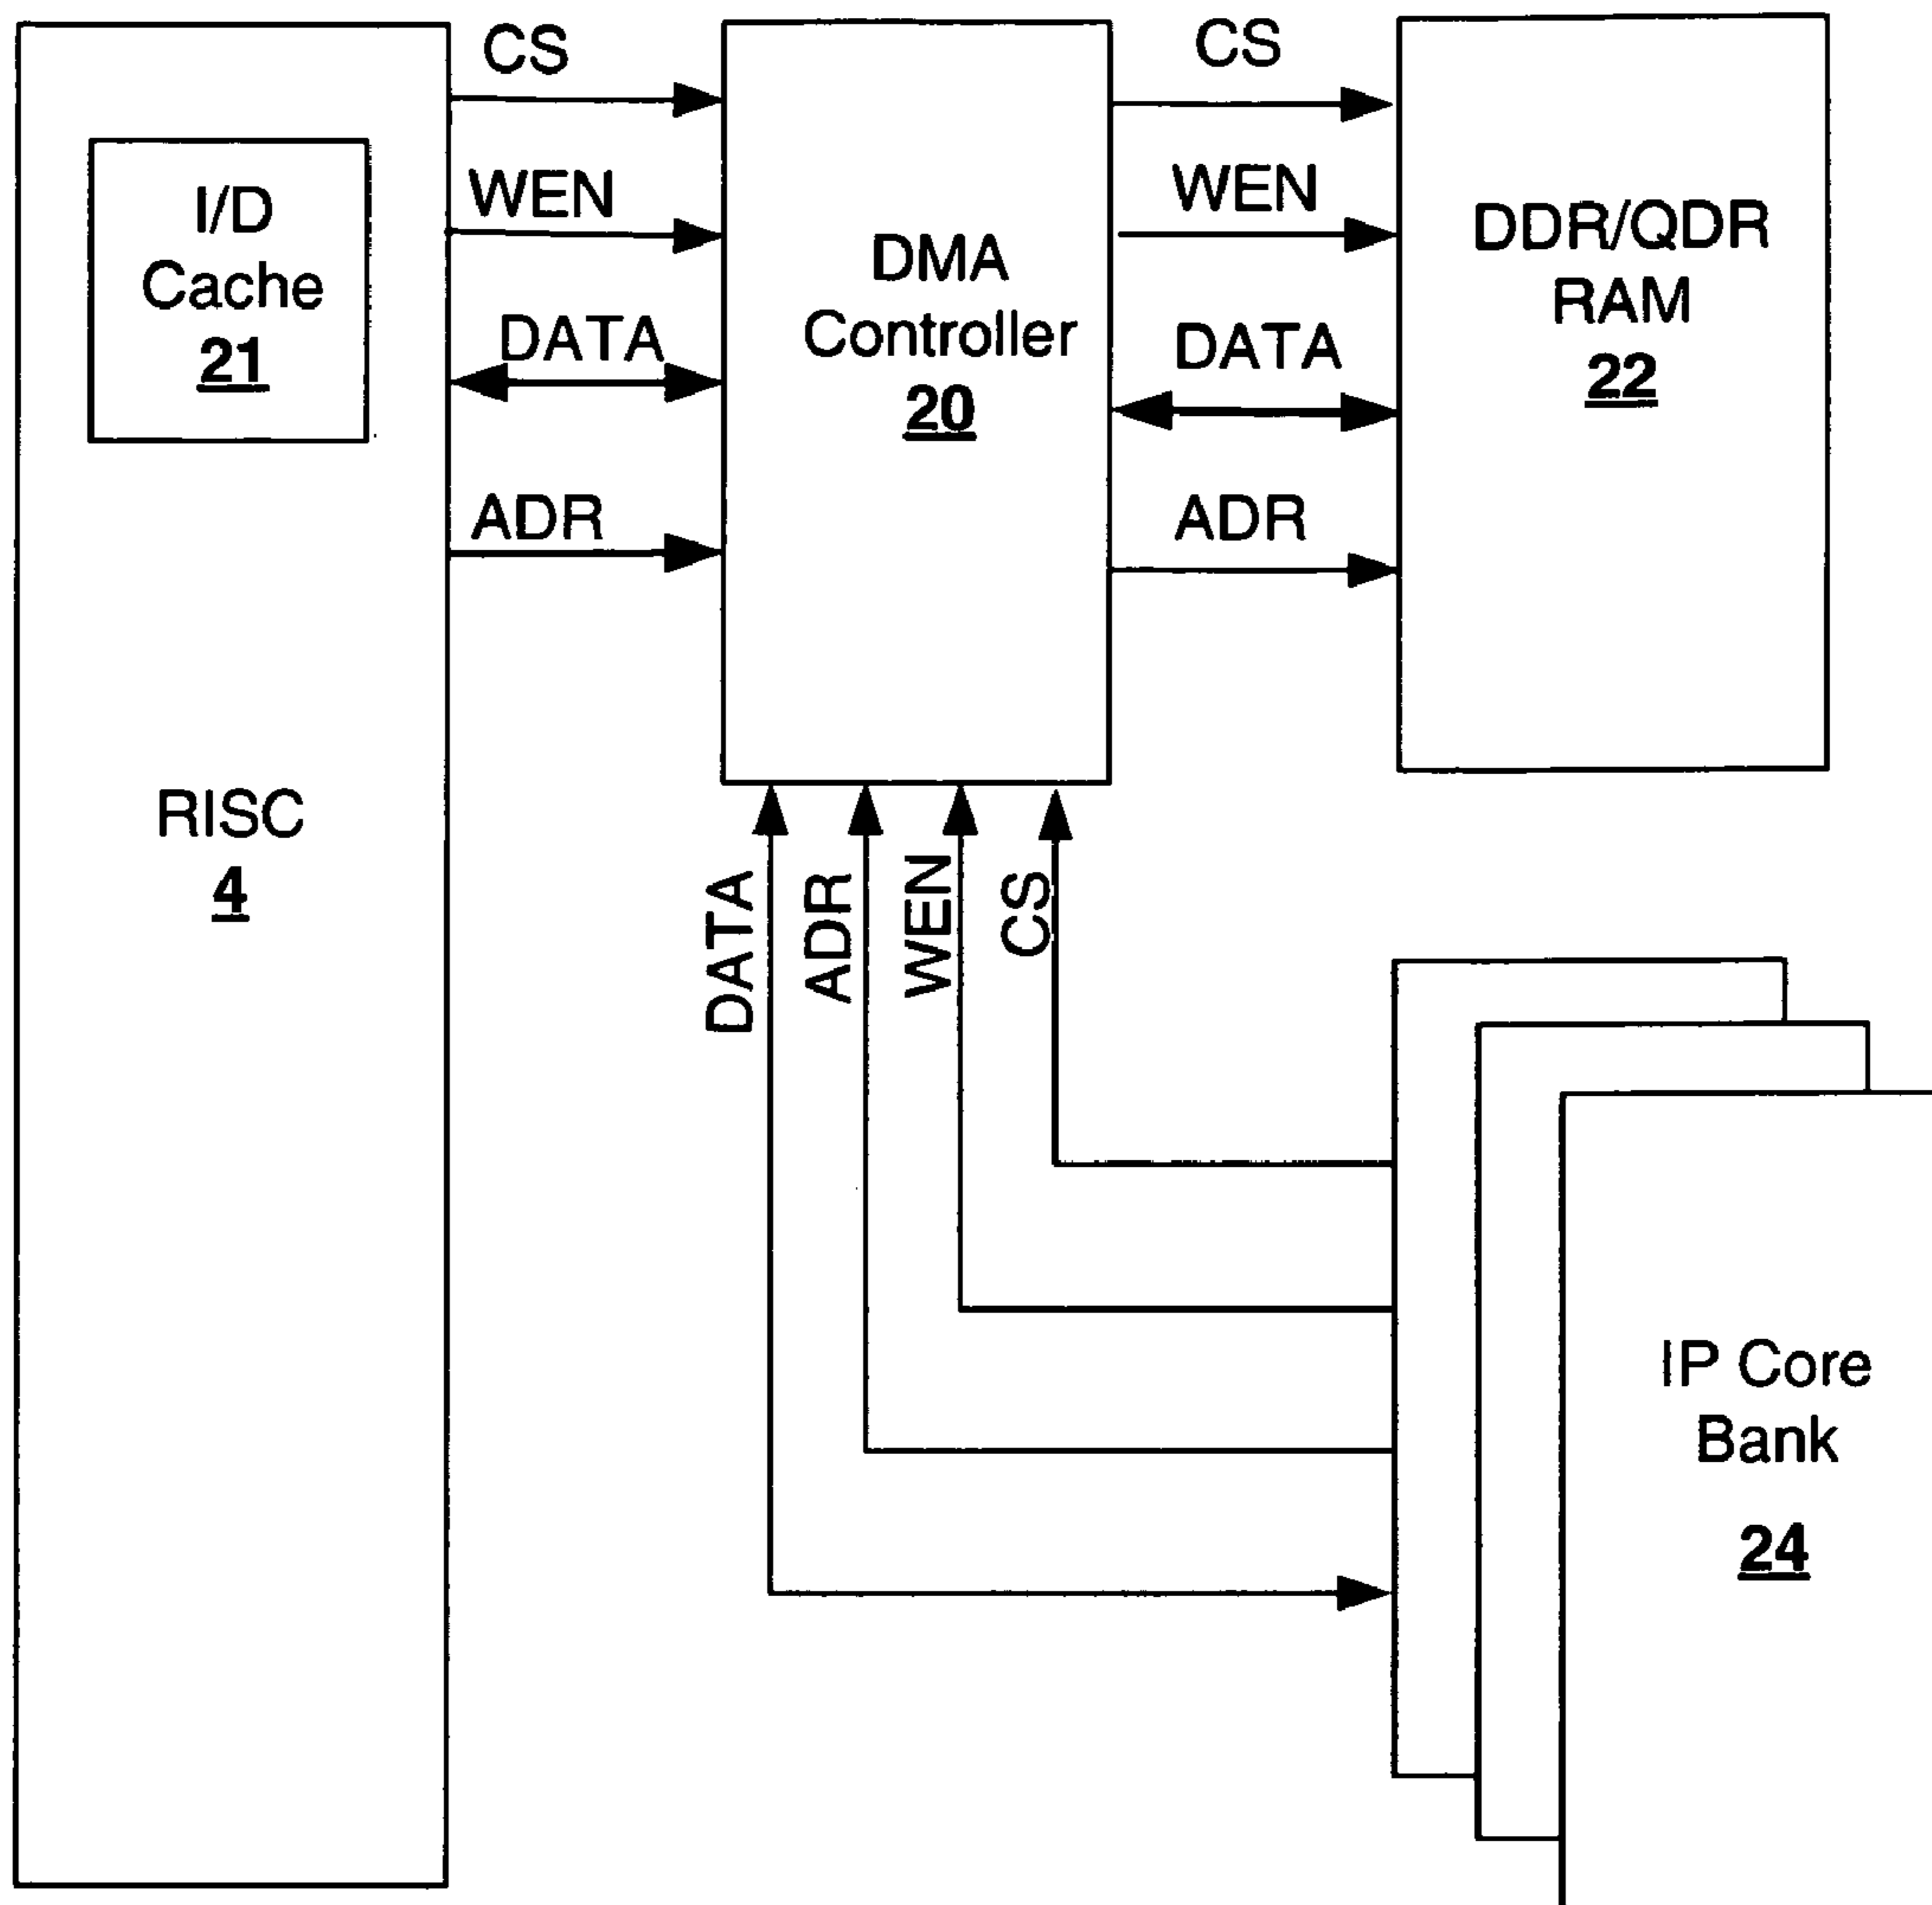 CS
CS
I/D
Cache
21
WEN
WEN
DMA
Controller
20
DDR/QDR
RAM
22
DATA
DATA
ADR
ADR
RISC
4
DATA
ADR
WEN
CS
IP Core
Bank
24